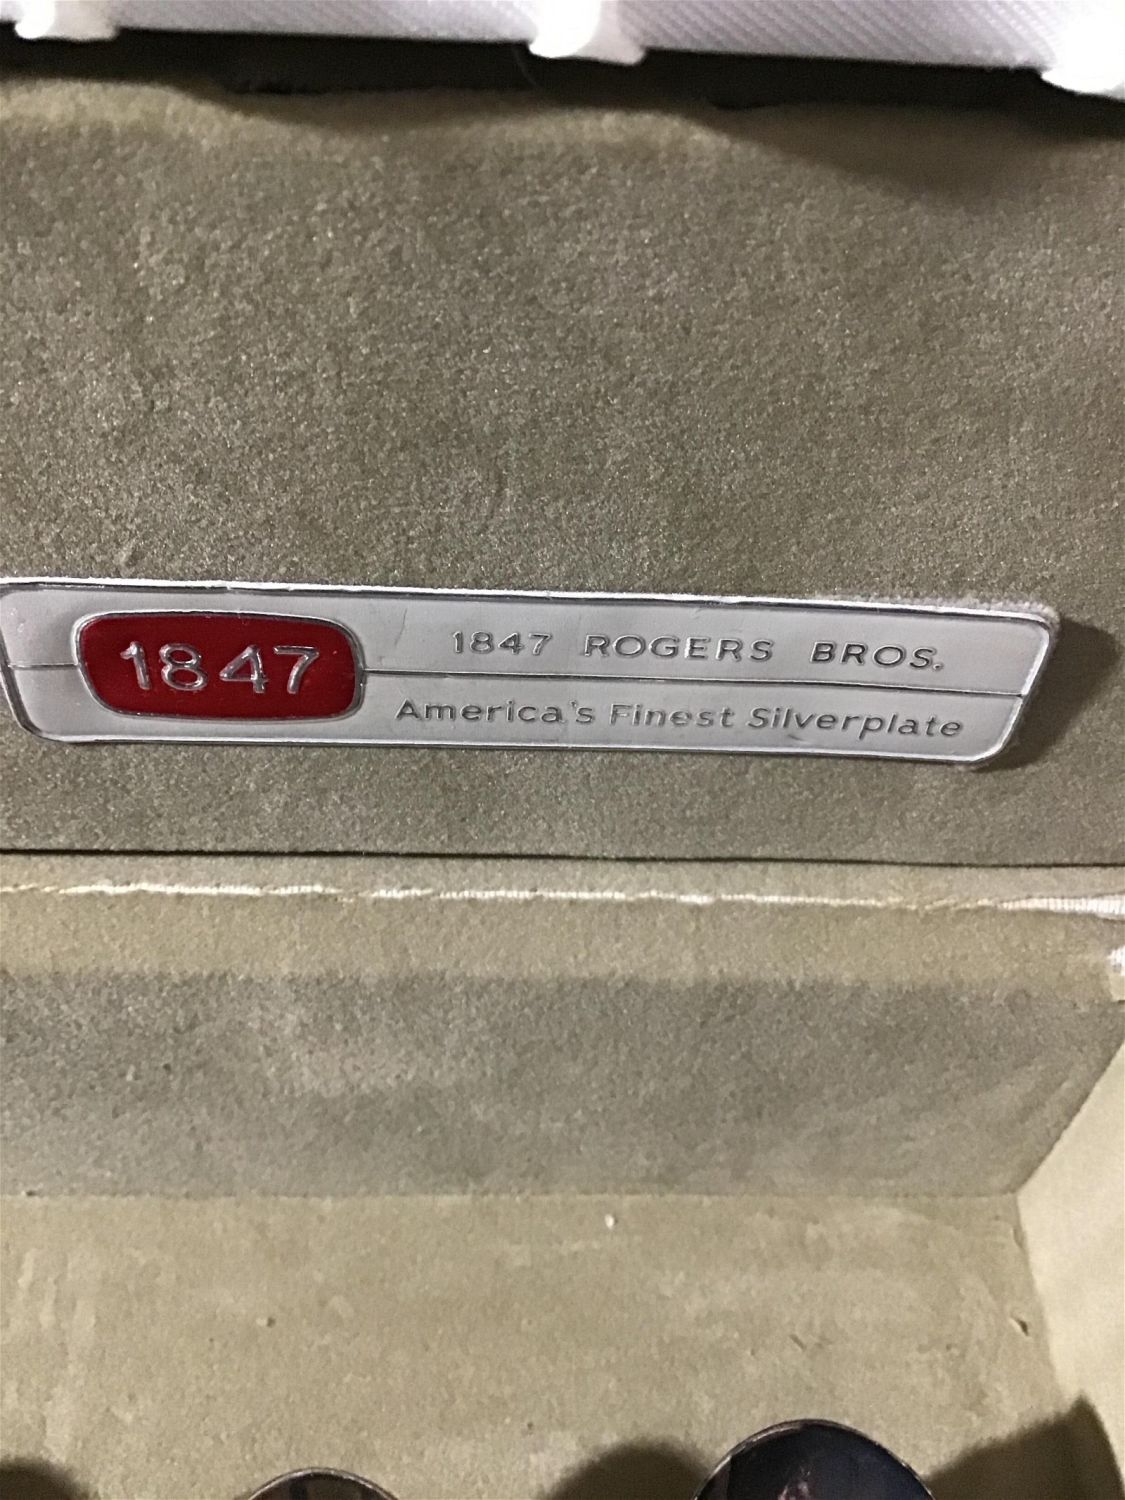 1847
1847 ROGERS BROS.
America's Finest Silverplate